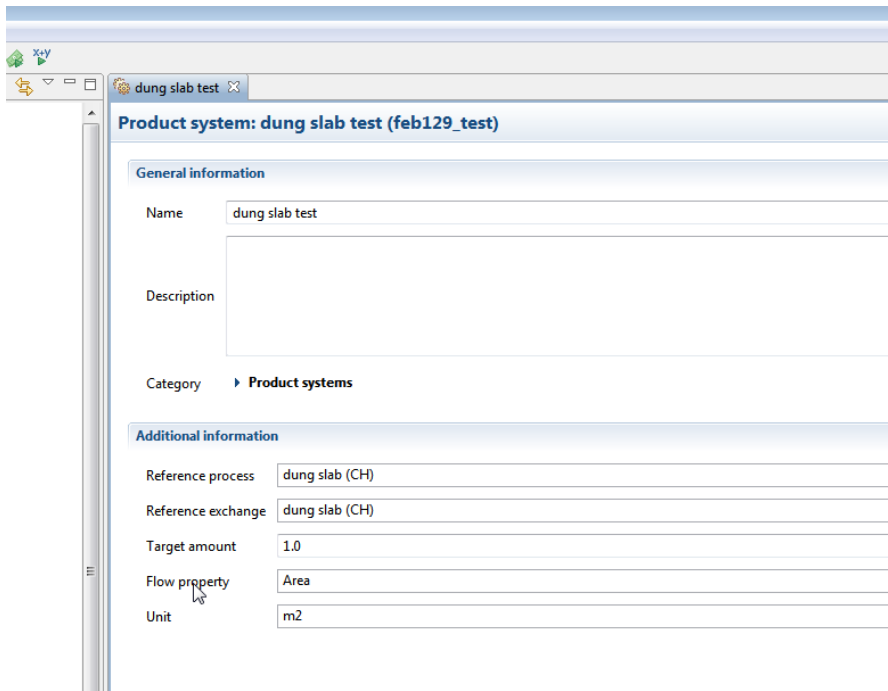 x+y
dung slab test
Product system: dung slab test (feb129_test)
General information
Name dung slab test
Description
Category Product systems
Additional information
Reference process dung slab (CH)
Reference exchange dung slab (CH)
Target amount 1.0
Flow property Area
Unit m2